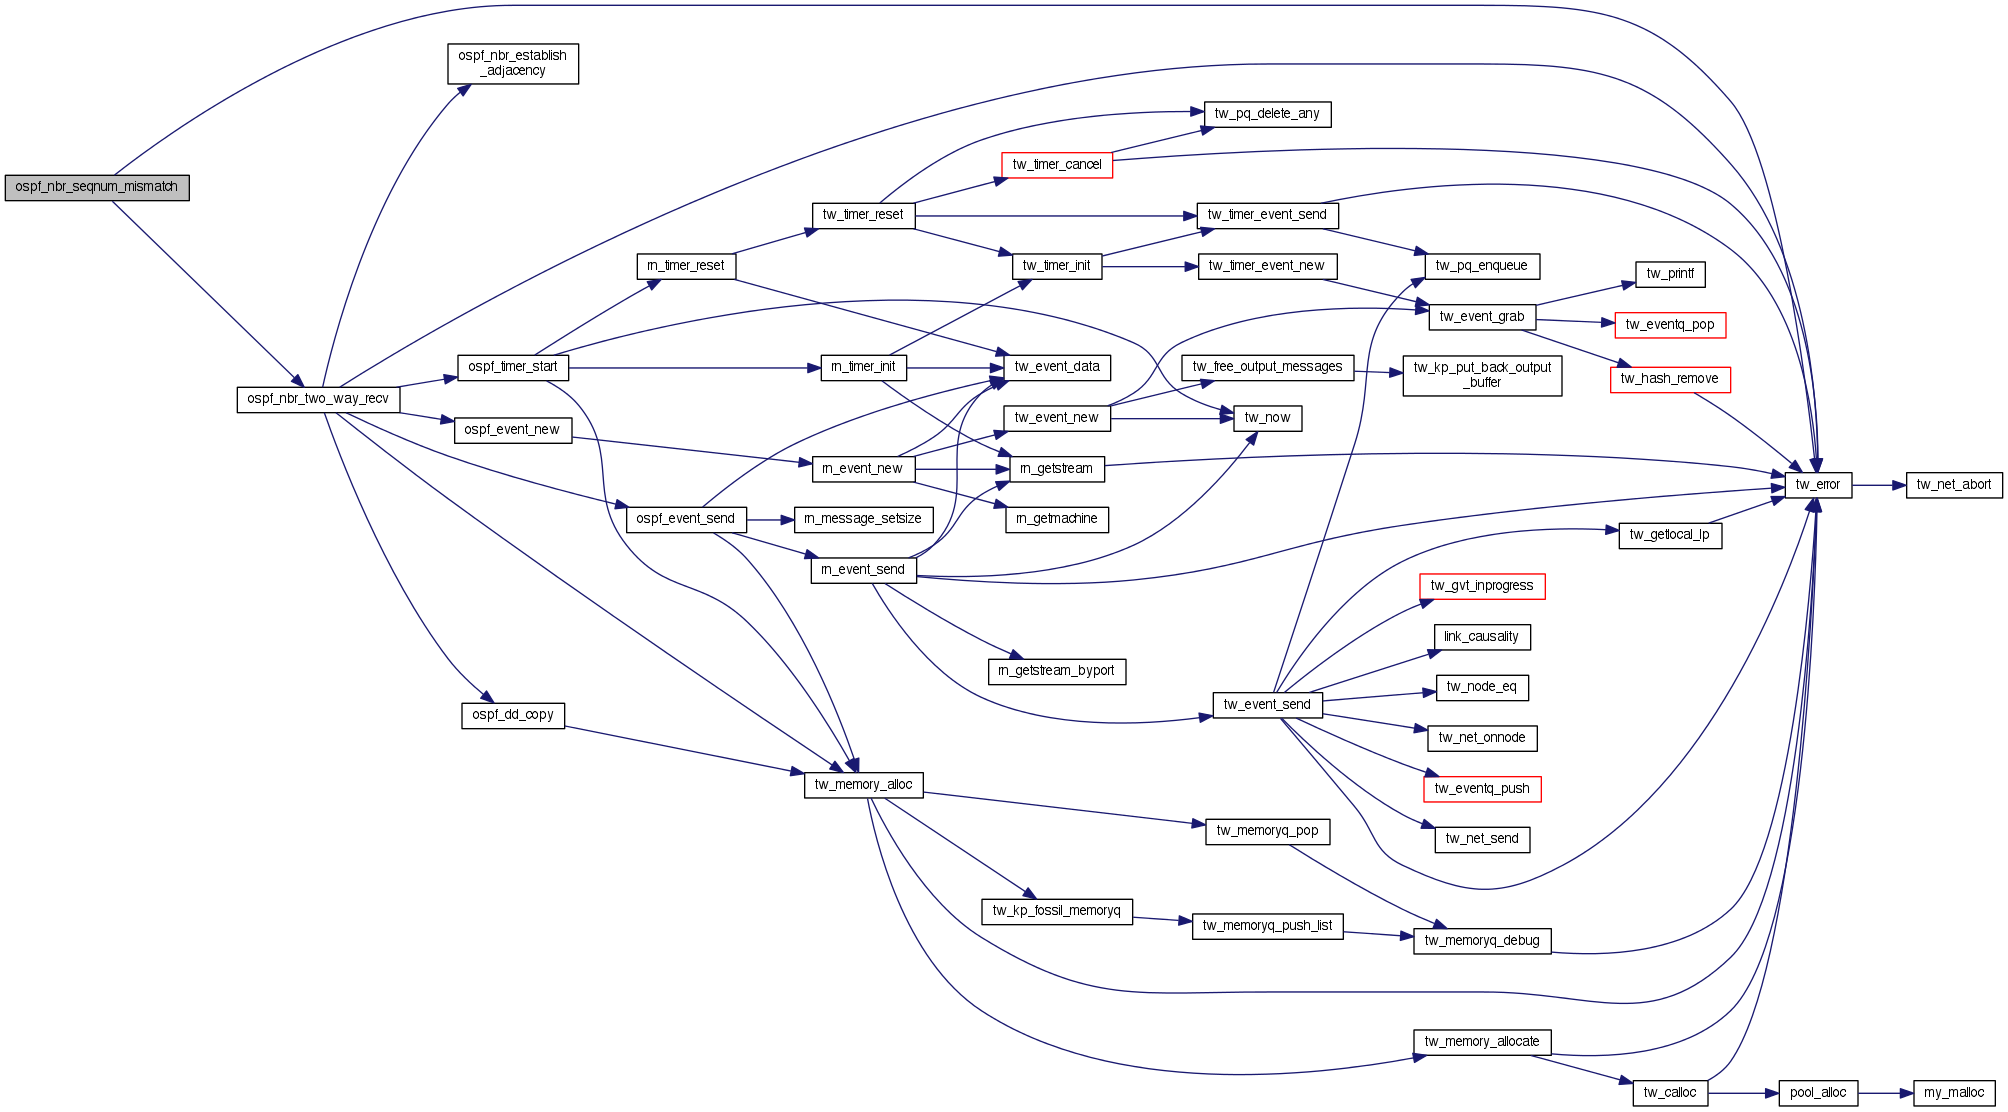 ospf_nbr_establish
_adjacency
tw_pq_delete_any
tw_timer_cancel
ospf_nbr_seqnum_mismatch
tw_timer_reset
tw_timer_event_send
rn_timer_reset
tw_timer_init
tw_timer_event_new
tw_pq_enqueue
tw_printf
tw_event_grab
tw_eventq_pop
ospf_timer_start
rn_timer_init
tw_event_data
tw_free_output_messages
tw_kp_put_back_output
_buffer
tw_hash_remove
ospf_nbr_two_way_recv
ospf_event_new
tw_event_new
tw_now
rn_event_new
rn_getstream
tw_error
tw_net_abort
ospf_event_send
rn_message_setsize
rn_getmachine
tw_getlocal_lp
rn_event_send
tw_gvt_inprogress
link_causality
rn_getstream_byport
tw_node_eq
tw_event_send
ospf_dd_copy
tw_net_onnode
tw_memory_alloc
tw_eventq_push
tw_memoryq_pop
tw_net_send
tw_kp_fossil_memoryq
tw_memoryq_push_list
tw_memoryq_debug
tw_memory_allocate
tw_calloc
pool_alloc
my_malloc